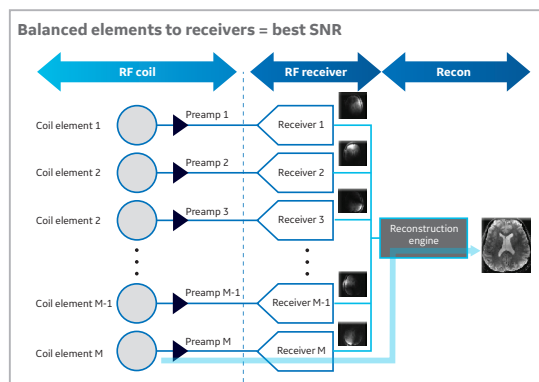 Balanced elements to receivers = best SNR
RF coil
RF receiver
Recon
Coil element 1
Preamp 1
Receiver 1
Coil element 2
Preamp 2
Receiver 2
Coil element 2
Preamp 3
Receiver 3
Reconstruction
engine
Coil element M-1
Preamp M-1
Receiver M-1
Coil element M
Preamp M
Receiver M